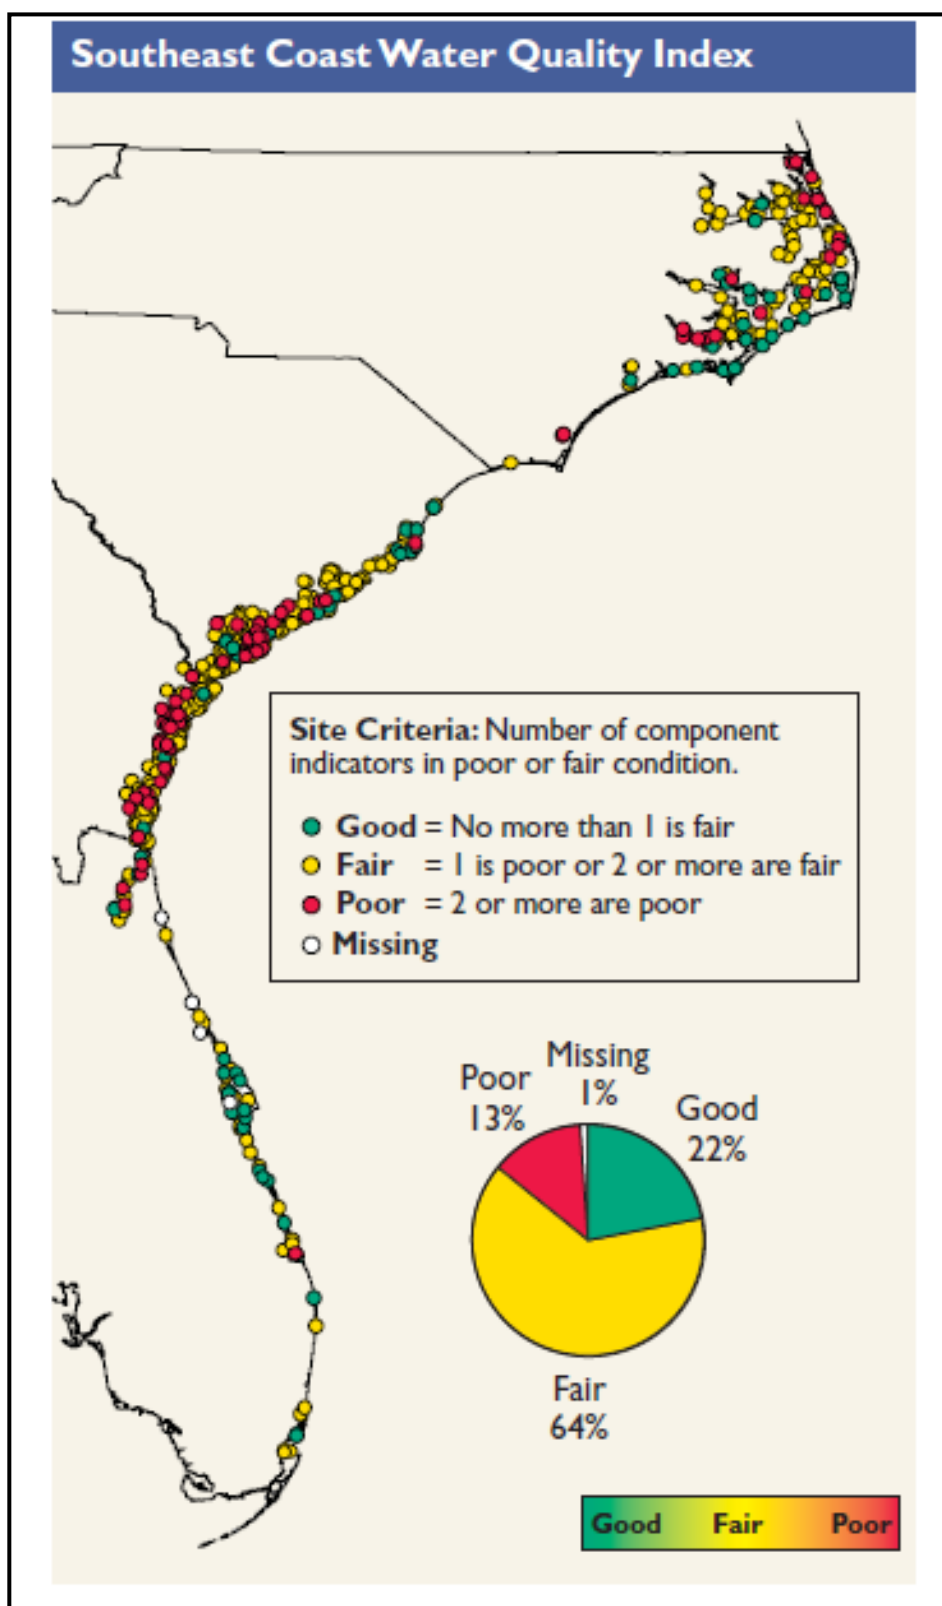 Southeast Coast Water Quality Index
Site Criteria: Number of component
indicators in poor or fair condition.
Good = No more than 1 is fair
Fair = 1 is poor or 2 or more are fair
Poor = 2 or more are poor
Missing
Missing
1%
Poor
13%
Good
22%
Fair
64%
Good Fair Poor